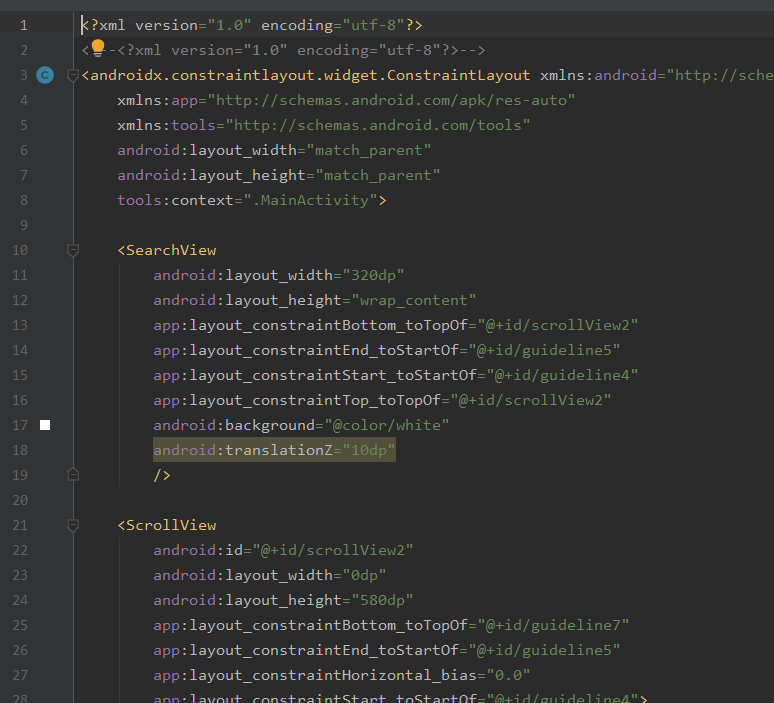 1 <?xml version="1.0" encoding="utf-8"?>
2 <--<?xml version="1.0" encoding="utf-8"?>-->
3 C <androidx.constraintlayout.widget.ConstraintLayout xmlns:android="http://sche
4 xmlns:app="http://schemas.android.com/apk/res-auto"
5 xmlns:tools="http://schemas.android.com/tools"
6 android:layout_width="match_parent"
7 android:layout_height="match_parent"
8 tools:context=".MainActivity">
9
10 <SearchView
11 android:layout_width="320dp"
12 android:layout_height="wrap_content"
13 app:layout_constraintBottom_toTopOf="@+id/scrollView2"
14 app:layout_constraintEnd_toStartOf="@+id/guideline5"
15 app:layout_constraintStart_toStartOf="@+id/guideline4"
16 app:layout_constraintTop_toTopOf="@+id/scrollView2"
17 android:background="@color/white"
18 android:translationZ="10dp"
19 />
20
21 <ScrollView
22 android:id="@+id/scrollView2"
23 android:layout_width="0dp"
24 android:layout_height="580dp"
25 app:layout_constraintBottom_toTopOf="@+id/guideline7"
26 app:layout_constraintEnd_toStartOf="@+id/guideline5"
27 app:layout_constraintHorizontal_bias="0.0"
28 app:layout_constraintStart_toStartOf="@+id/guideline4">